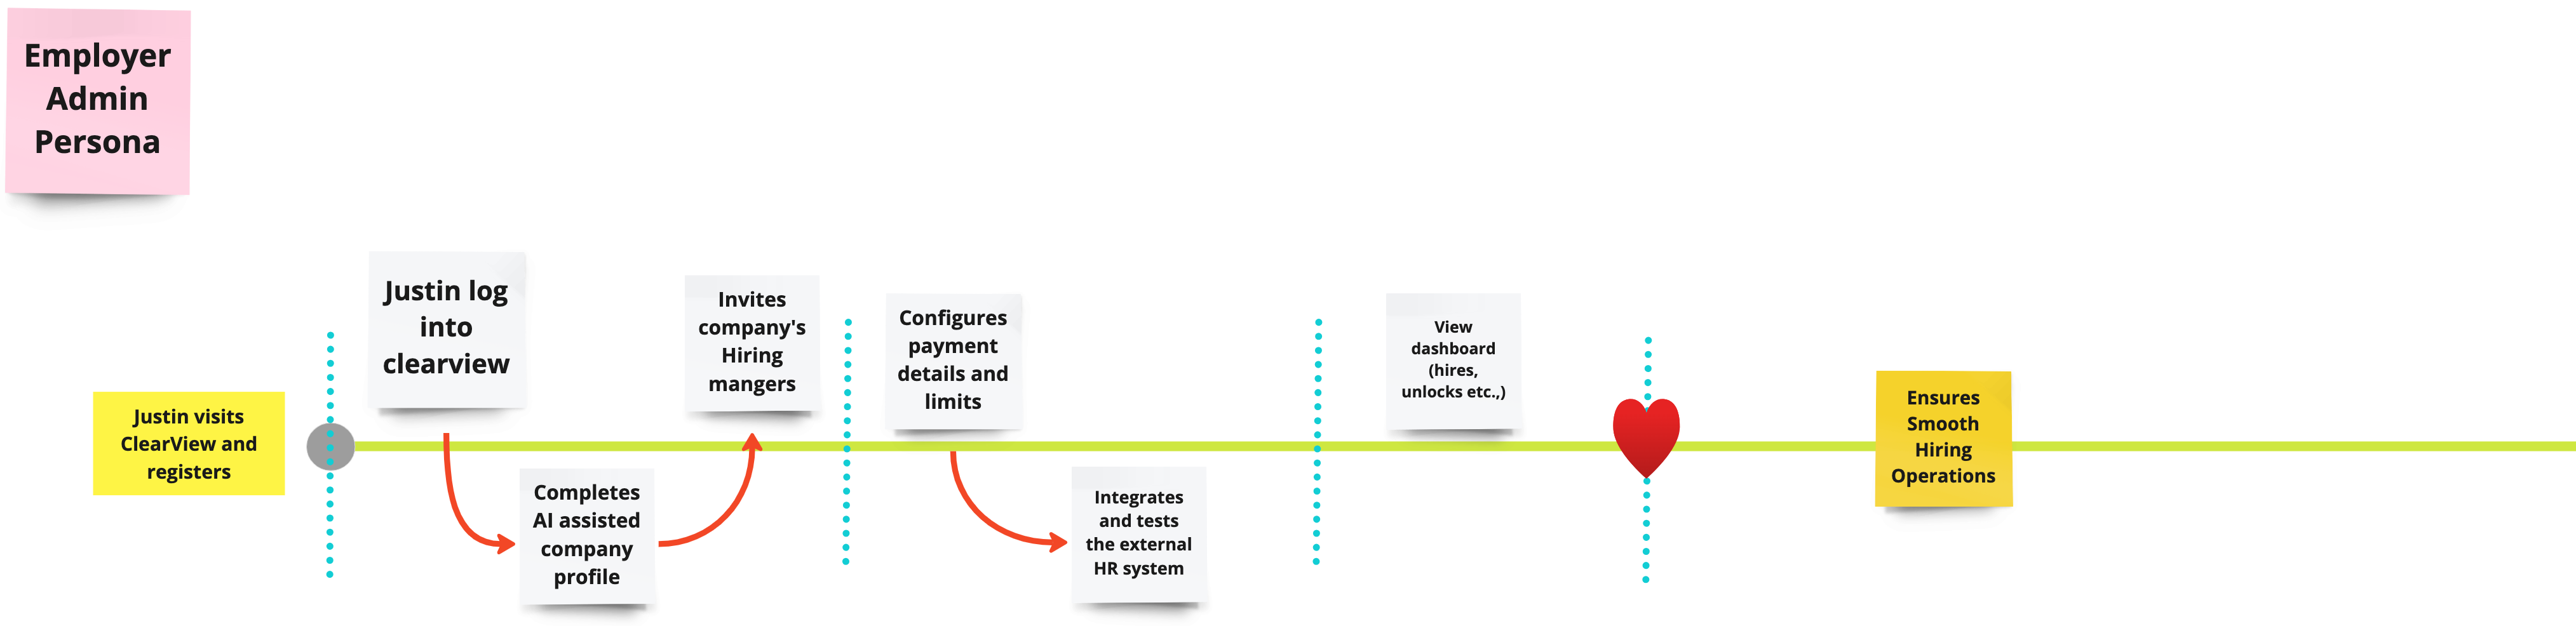 Employer
Admin
Persona
Justin visits
ClearView and
registers
Justin log
into
clearview
Completes
AI assisted
company
profile
Invites
company's
Hiring
mangers
Configures
payment
details and
limits
Integrates
and tests
the external
HR system
View
dashboard
(hires,
unlocks etc.,)
Ensures
Smooth
Hiring
Operations